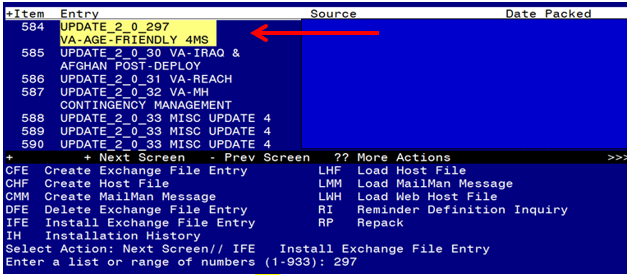 +Item Entry Source Date Packed
584 UPDATE_2_0_297
VA-AGE-FRIENDLY 4MS
585 UPDATE_2_0_30 VA-IRAQ &
AFGHAN POST-DEPLOY
586 UPDATE_2_0_31 VA-REACH
587 UPDATE_2_0_32 VA-MH
CONTINGENCY MANAGEMENT
588 UPDATE_2_0_33 MISC UPDATE 4
589 UPDATE_2_0_33 MISC UPDATE 4
590 UPDATE_2_0_33 MISC UPDATE 4
+ + Next Screen - Prev Screen ?? More Actions >>>
CFE Create Exchange File Entry LHF Load Host File
CHF Create Host File LMM Load MailMan Message
CMM Create MailMan Message LWH Load Web Host File
DFE Delete Exchange File Entry RI Reminder Definition Inquiry
IFE Install Exchange File Entry RP Repack
IH Installation History
Select Action: Next Screen// IFE Install Exchange File Entry
Enter a list or range of numbers (1-933): 297